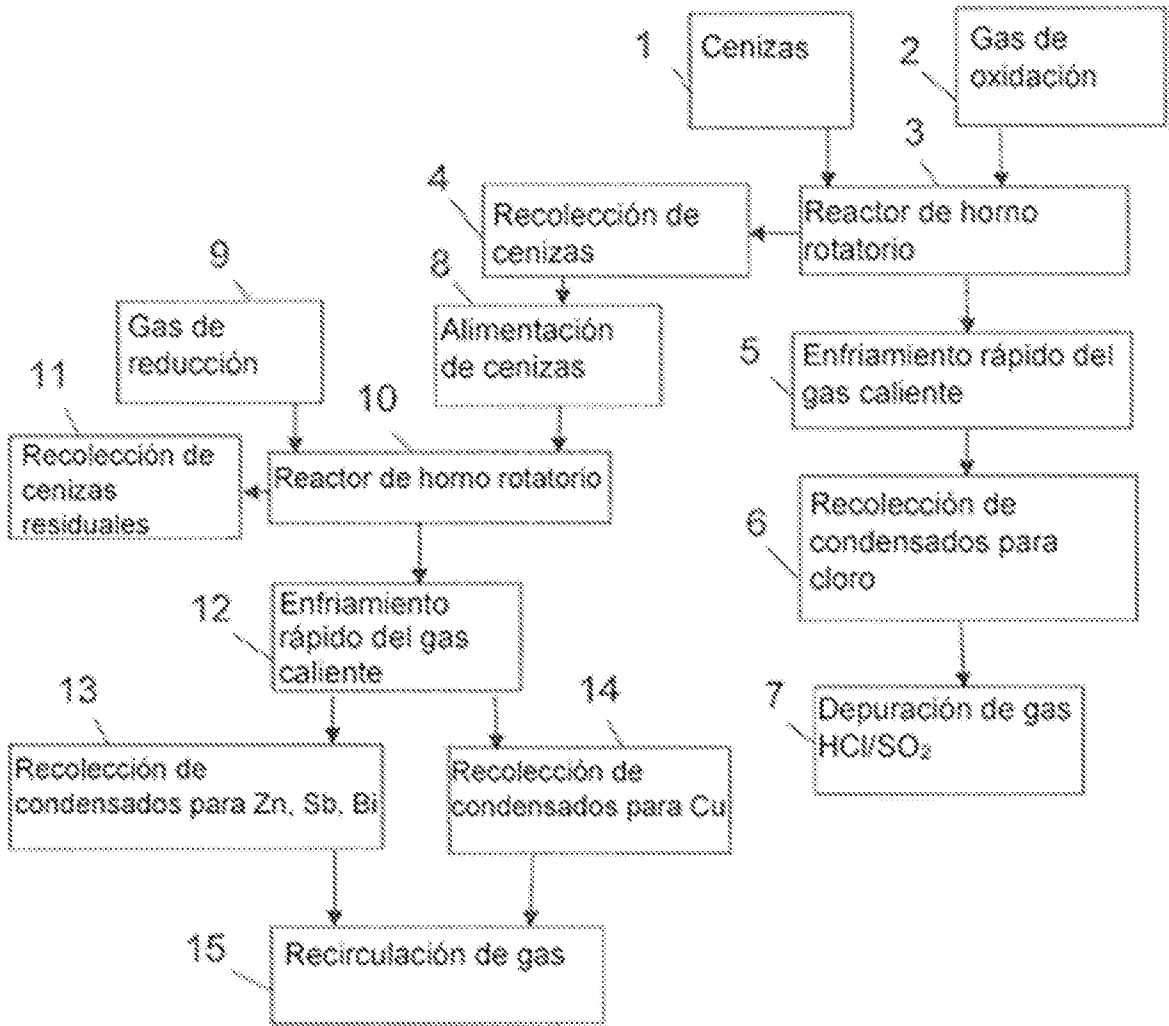 1
Cenizas
2
Gas de
oxidación
3
Reactor de horno
rotatorio
4
Recolección de
cenizas
5
Enfriamiento rápido del
gas caliente
6
Recolección de
condensados para
cloro
7
Depuración de gas
HCl/SO₂
8
Alimentación
de cenizas
9
Gas de
reducción
10
Reactor de horno rotatorio
11
Recolección de
cenizas
residuales
12
Enfriamiento
rápido del gas
caliente
13
Recolección de
condensados para Zn, Sb, Bi
14
Recolección de
condensados para Cu
15
Recirculación de gas